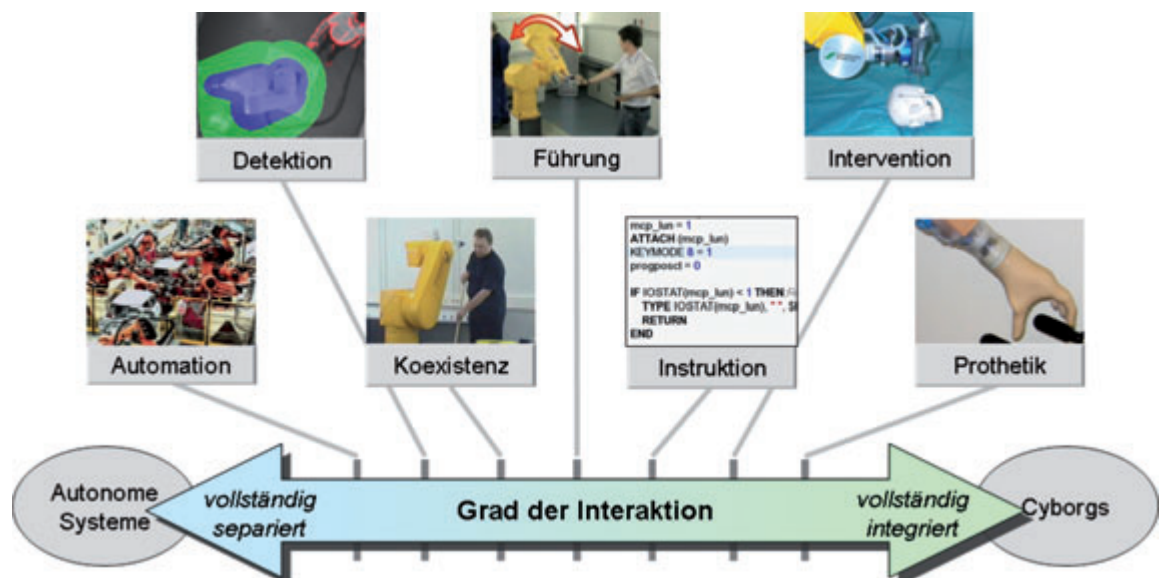 Detektion
Führung
Intervention
mcp_lun = 1
ATTACH (mcp_lun)
KEYMODE 8 = 1
progposct = 0
IF IOSTAT(mcp_lun) < 1 THEN
TYPE IOSTAT(mcp_lun), " ",
RETURN
END
Automation
Koexistenz
Instruktion
Prothetik
Autonome
Systeme
vollständig
separiert
Grad der Interaktion
vollständig
integriert
Cyborgs